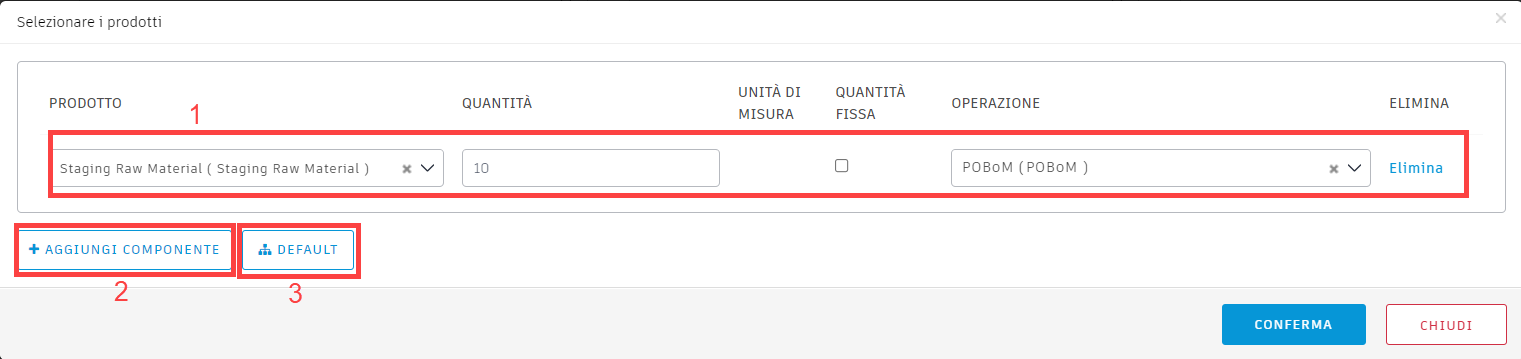 Selezionare i prodotti
×
PRODOTTO
QUANTITÀ
UNITÀ DI
MISURA
QUANTITÀ
FISSA
OPERAZIONE
ELIMINA
1
Staging Raw Material ( Staging Raw Material )
10
POBoM (POBoM )
Elimina
+ AGGIUNGI COMPONENTE
DEFAULT
2
3
CONFERMA
CHIUDI